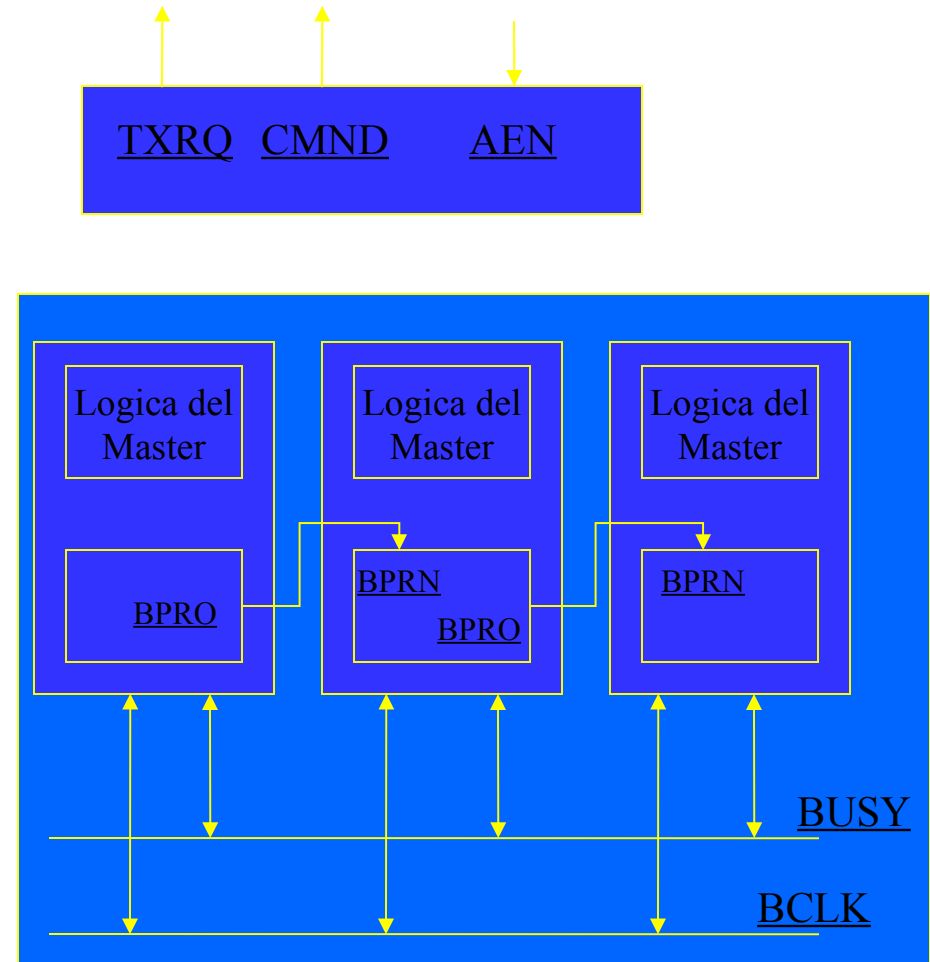 TXRQ CMND AEN
Logica del
Master
Logica del
Master
Logica del
Master
BPRO
BPRN
BPRO
BPRN
BUSY
BCLK